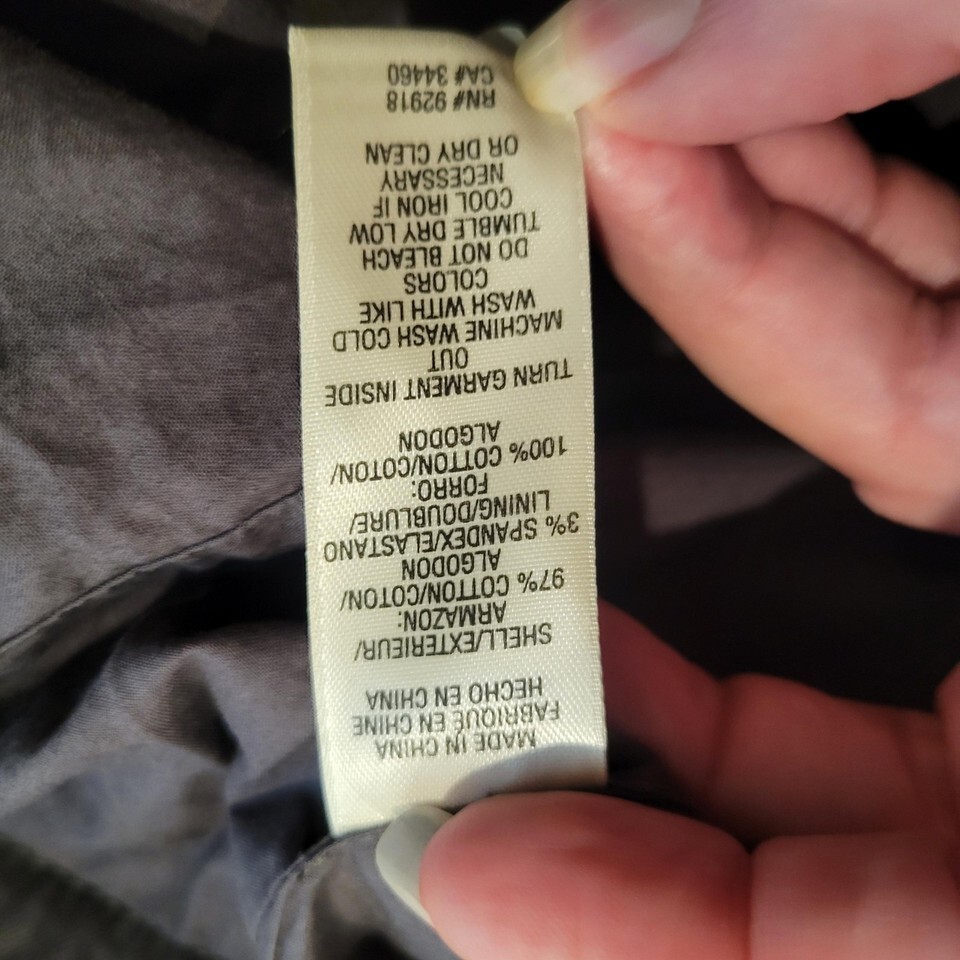 MADE IN CHINA
FABRIQUÉ EN CHINE
HECHO EN CHINA
SHELL/EXTERIEUR/
ARMAZON:
97% COTTON/COTON/
ALGODON
3% SPANDEX/ELASTANO
LINING/DOUBLURE/
FORRO:
100% COTTON/COTON/
ALGODON
TURN GARMENT INSIDE
OUT
MACHINE WASH COLD
WASH WITH LIKE
COLORS
DO NOT BLEACH
TUMBLE DRY LOW
COOL IRON IF
NECESSARY
OR DRY CLEAN
RN# 92918
CA# 34460